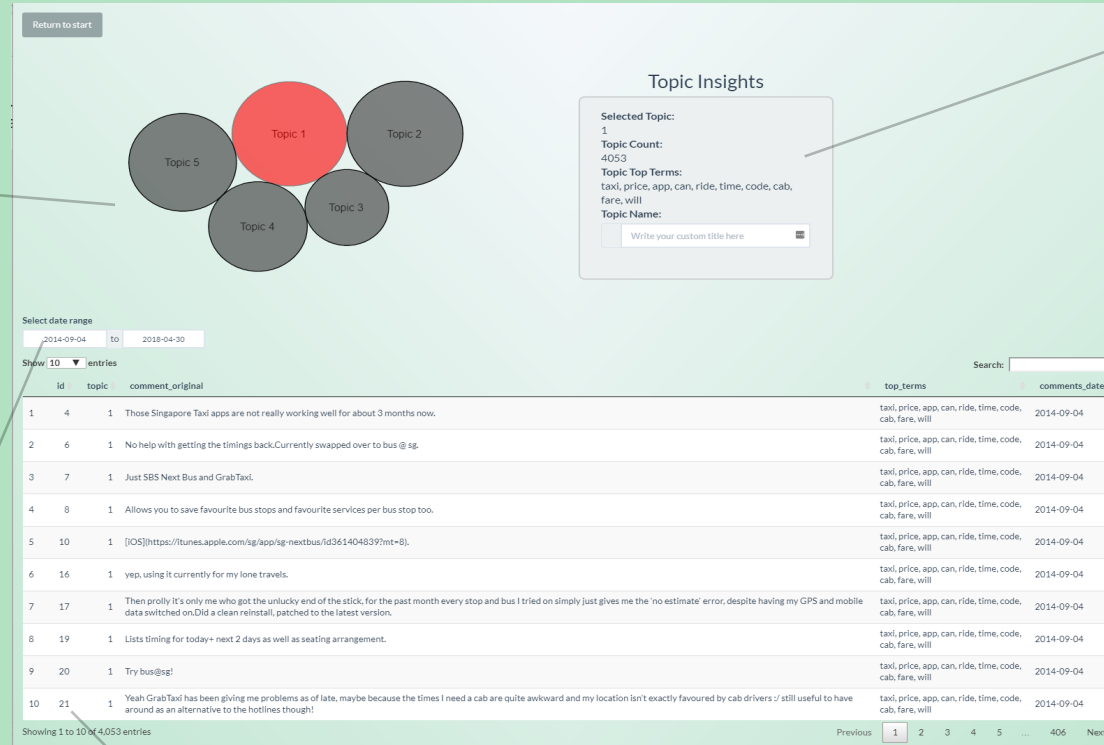 Return to start
Topic 1
Topic 2
Topic 5
Topic 3
Topic 4
Topic Insights
Selected Topic:
1
Topic Count:
4053
Topic Top Terms:
taxi, price, app, can, ride, time, code, cab,
fare, will
Topic Name:
Write your custom title here
Select date range
2014-09-04 to 2018-04-30
Show 10 entries
Search:
id topic comment_original top_terms comments_date
1 4 1 Those Singapore Taxi apps are not really working well for about 3 months now. taxi, price, app, can, ride, time, code, 2014-09-04
cab, fare, will
2 6 1 No help with getting the timings back.Currently swapped over to bus @ sg. taxi, price, app, can, ride, time, code, 2014-09-04
cab, fare, will
3 7 1 Just SBS Next Bus and GrabTaxi. taxi, price, app, can, ride, time, code, 2014-09-04
cab, fare, will
4 8 1 Allows you to save favourite bus stops and favourite services per bus stop too. taxi, price, app, can, ride, time, code, 2014-09-04
cab, fare, will
5 10 1 [iOS](https://itunes.apple.com/sg/app/sg-nextbus/id361404839?mt=8). taxi, price, app, can, ride, time, code, 2014-09-04
cab, fare, will
6 16 1 yep, using it currently for my lone travels. taxi, price, app, can, ride, time, code, 2014-09-04
cab, fare, will
7 17 1 Then prolly it's only me who got the unlucky end of the stick, for the past month every stop and bus I tried on simply just gives me the 'no estimate' error, despite having my GPS and mobile taxi, price, app, can, ride, time, code, 2014-09-04
data switched on.Did a clean reinstall, patched to the latest version. cab, fare, will
8 19 1 Lists timing for today+ next 2 days as well as seating arrangement. taxi, price, app, can, ride, time, code, 2014-09-04
cab, fare, will
9 20 1 Try bus@sg! taxi, price, app, can, ride, time, code, 2014-09-04
cab, fare, will
10 21 1 Yeah GrabTaxi has been giving me problems as of late, maybe because the times I need a cab are quite awkward and my location isn't exactly favoured by cab drivers :/ still useful to have taxi, price, app, can, ride, time, code, 2014-09-04
around as an alternative to the hotlines though! cab, fare, will
Showing 1 to 10 of 4,053 entries
Previous 1 2 3 4 5 ... 406 Next